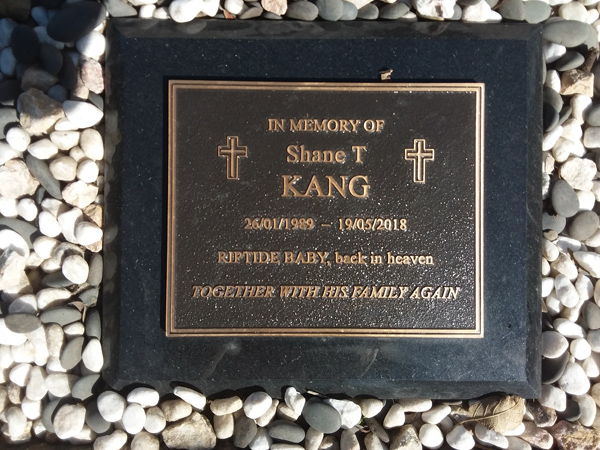 IN MEMORY OF
Shane T
KANG
26/01/1989 – 19/05/2018
RIPTIDE BABY, back in heaven
TOGETHER WITH HIS FAMILY AGAIN